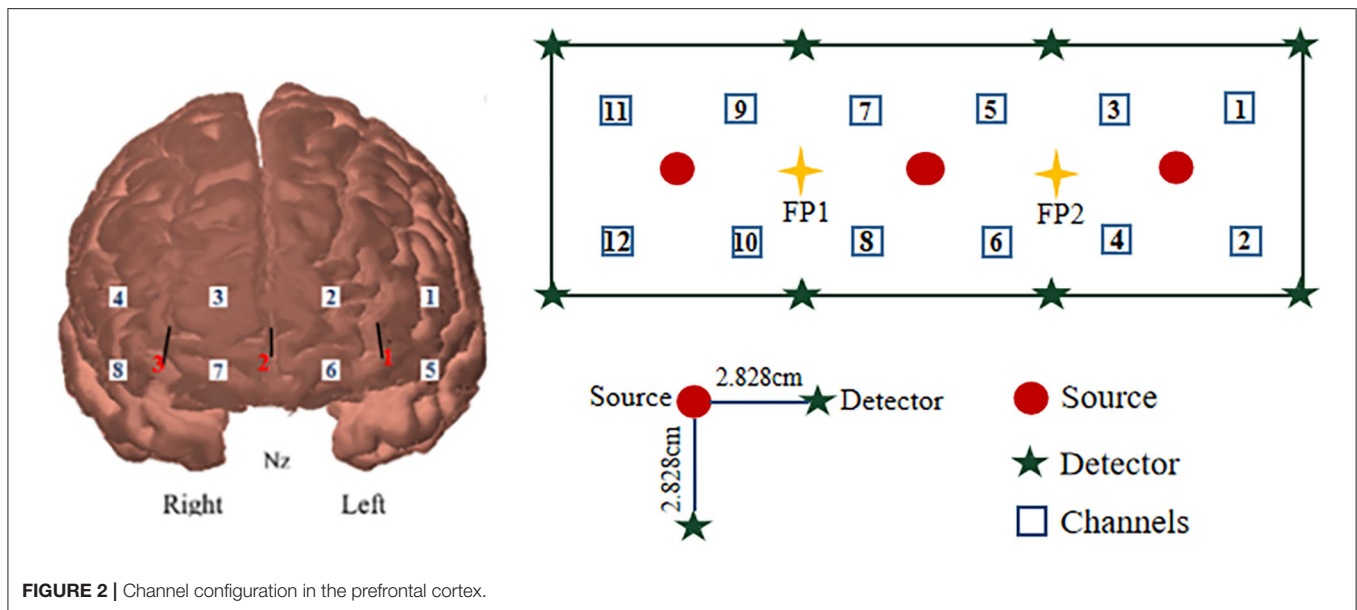 11 9 7 5 3 1
FP1 FP2
12 10 8 6 4 2
4 3 2 1
3 2 1
8 7 6 5
Nz
Right Left
2.828cm
Source Detector
2.828cm
Source
Detector
Channels
FIGURE 2 | Channel configuration in the prefrontal cortex.